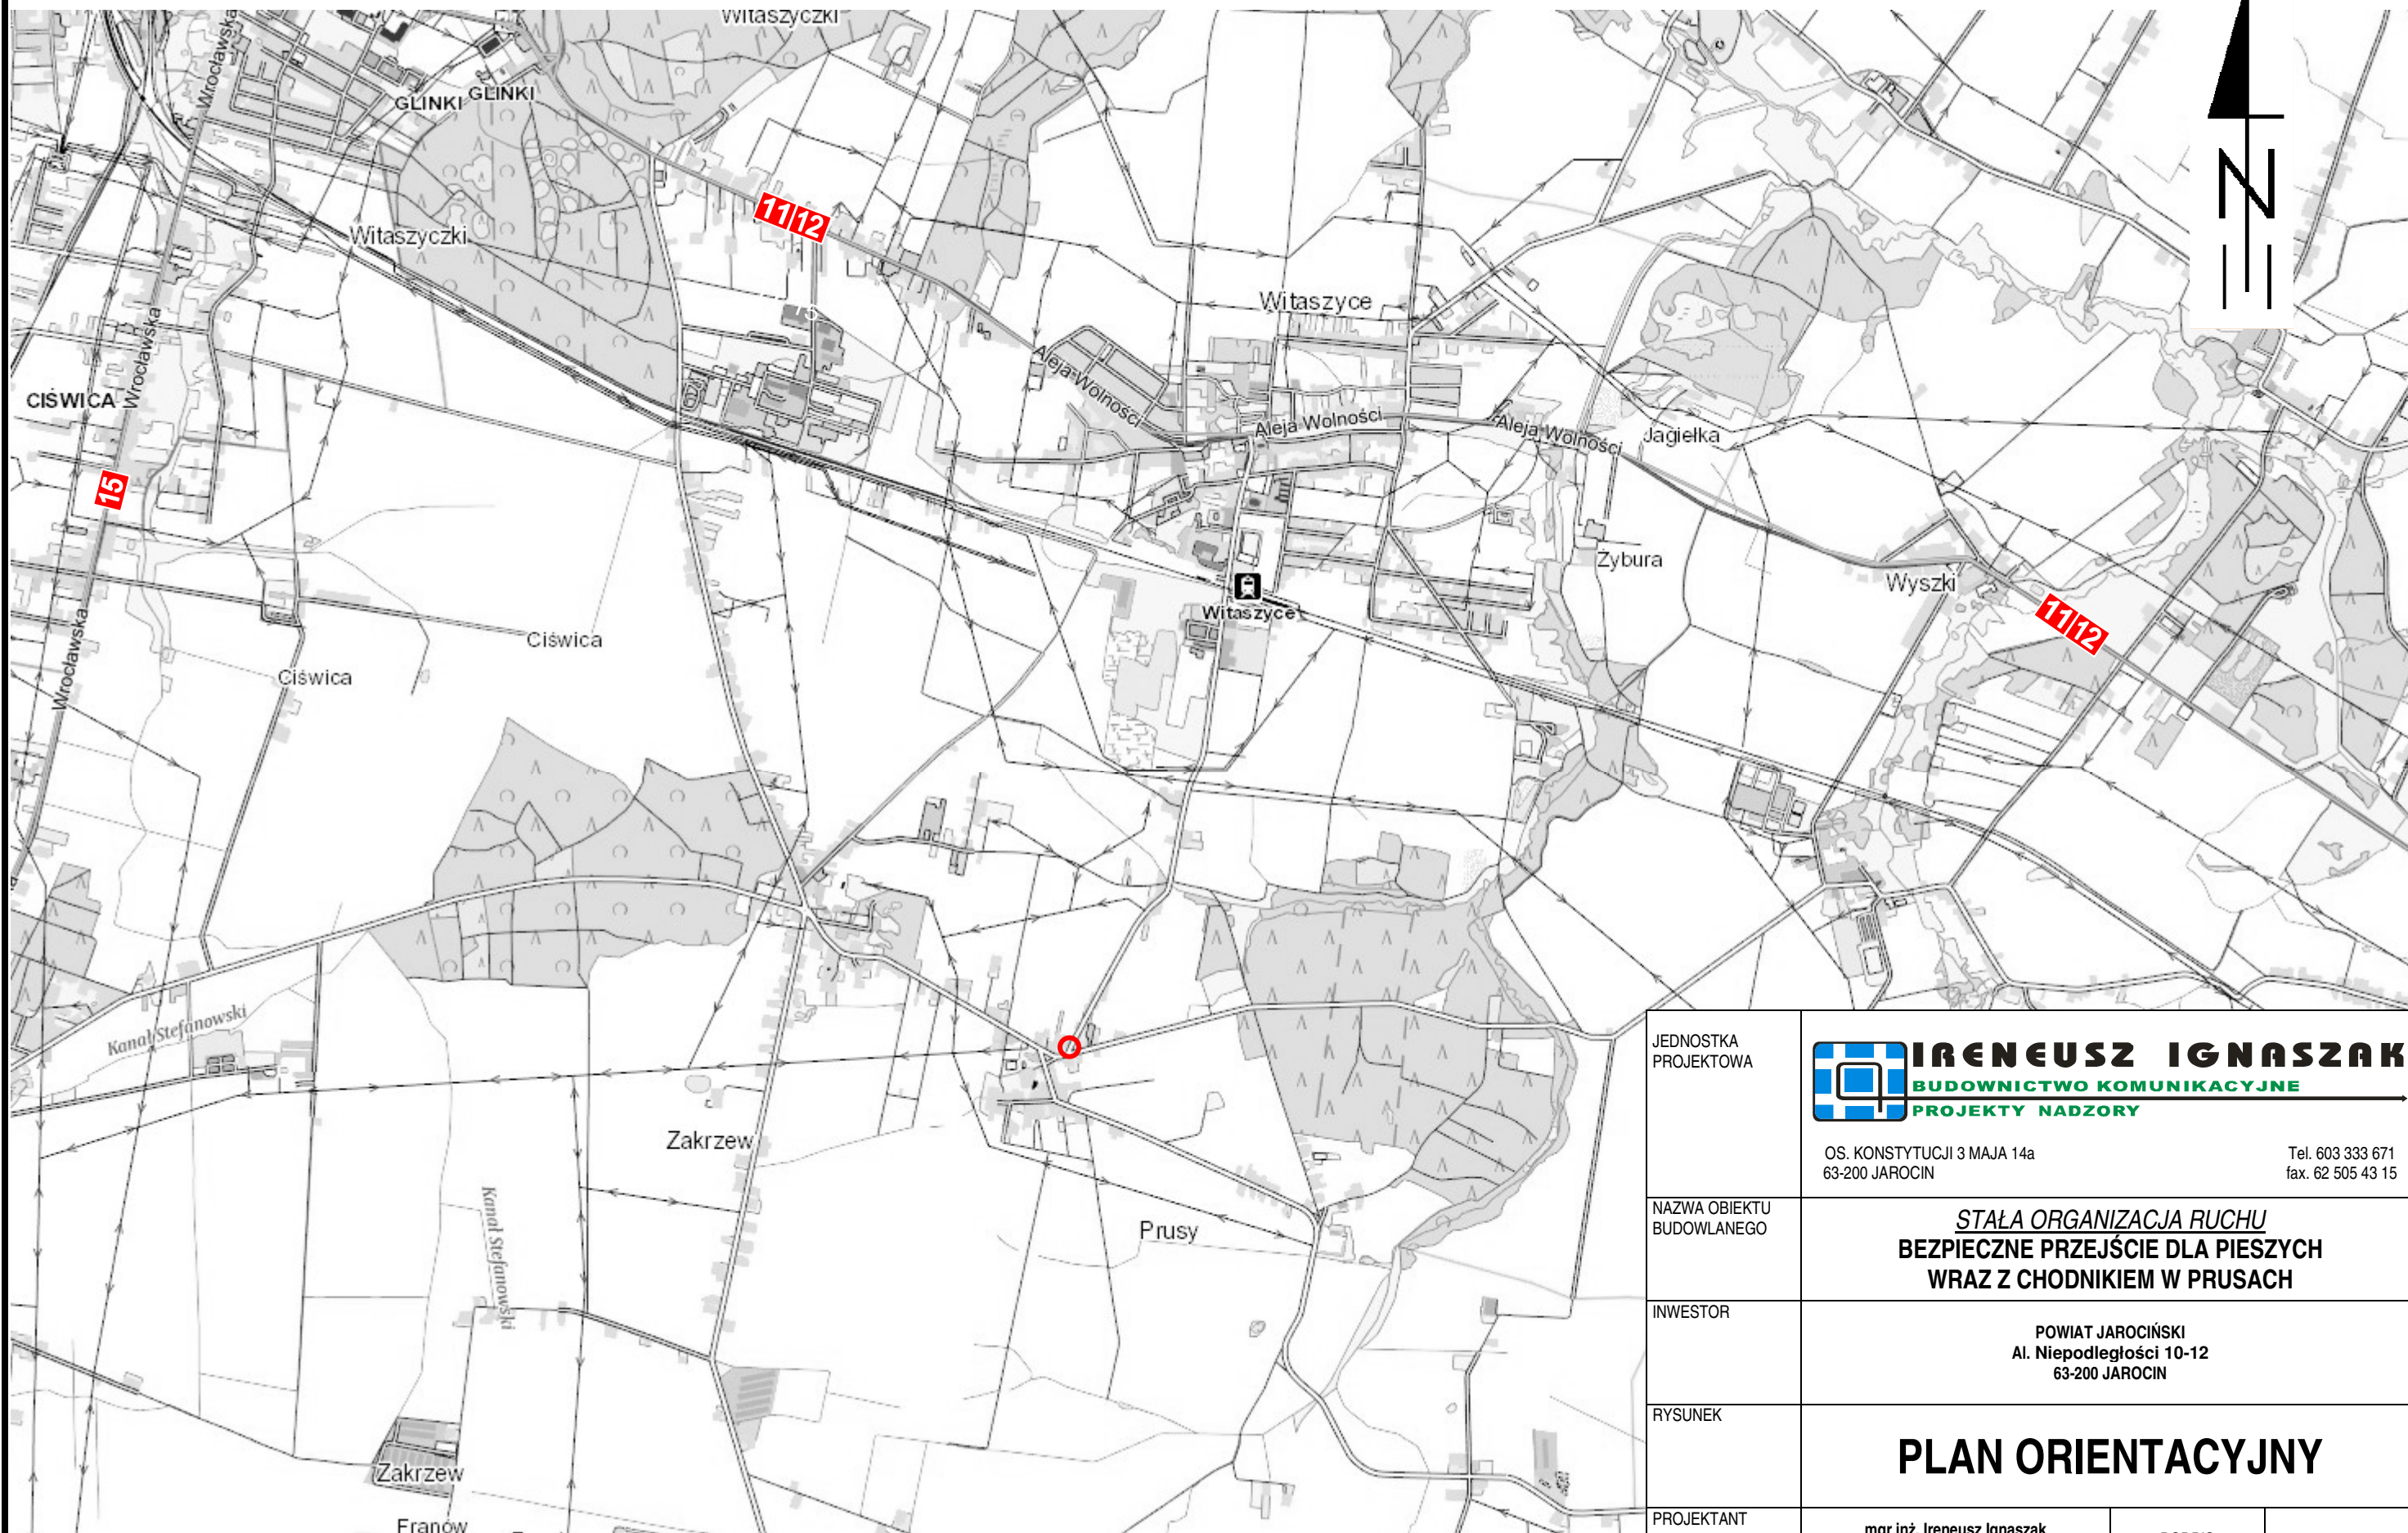 Witaszyczki
Wrocławska
GLINKI
GLINKI
11|12
N
Witaszyczki
Witaszyce
Wrocławska
CIŚWICA
Aleja Wolności
Aleja Wolności
Aleja Wolności
Jagiełka
15
Żybura
Wyszki
11|12
Witaszyce
Wrocławska
Ciświca
Ciświca
Kanał Stefanowski
Zakrzew
Kanał Stefanowski
Prusy
Zakrzew
Franów
JEDNOSTKA
PROJEKTOWA
IRENEUSZ IGNASZAK
BUDOWNICTWO KOMUNIKACYJNE
PROJEKTY NADZORY
OS. KONSTYTUCJI 3 MAJA 14a
63-200 JAROCIN
Tel. 603 333 671
fax. 62 505 43 15
NAZWA OBIEKTU
BUDOWLANEGO
STAŁA ORGANIZACJA RUCHU
BEZPIECZNE PRZEJŚCIE DLA PIESZYCH
WRAZ Z CHODNIKIEM W PRUSACH
INWESTOR
POWIAT JAROCIŃSKI
Al. Niepodległości 10-12
63-200 JAROCIN
RYSUNEK
PLAN ORIENTACYJNY
PROJEKTANT
mgr inż. Ireneusz Ignaszak